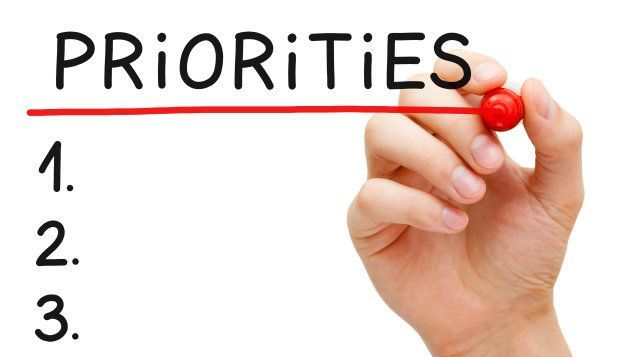 PRiORiTiES
1.
2.
3.